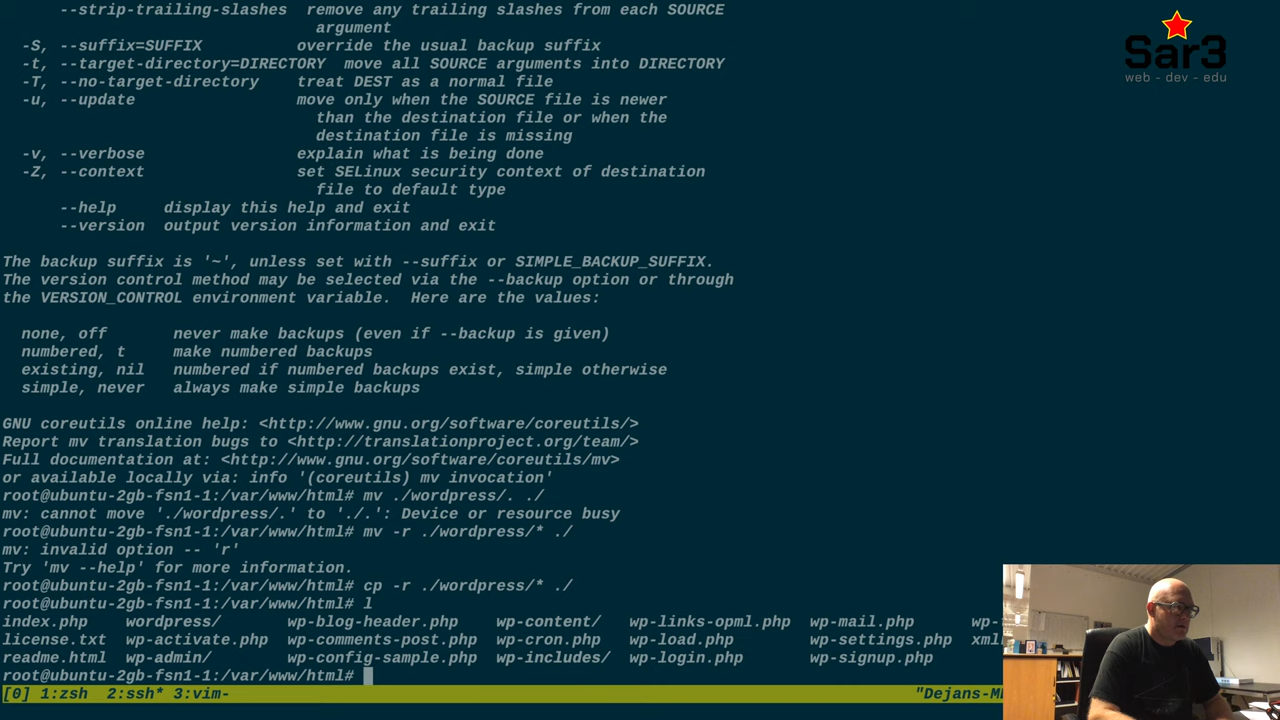 --strip-trailing-slashes  remove any trailing slashes from each SOURCE
argument
-S, --suffix=SUFFIX          override the usual backup suffix
-t, --target-directory=DIRECTORY  move all SOURCE arguments into DIRECTORY
-T, --no-target-directory    treat DEST as a normal file
-u, --update                 move only when the SOURCE file is newer
than the destination file or when the
destination file is missing
-v, --verbose                explain what is being done
-Z, --context                set SELinux security context of destination
file to default type
--help     display this help and exit
--version  output version information and exit
The backup suffix is '~', unless set with --suffix or SIMPLE_BACKUP_SUFFIX.
The version control method may be selected via the --backup option or through
the VERSION_CONTROL environment variable.  Here are the values:
none, off       never make backups (even if --backup is given)
numbered, t     make numbered backups
existing, nil   numbered if numbered backups exist, simple otherwise
simple, never   always make simple backups
GNU coreutils online help: <http://www.gnu.org/software/coreutils/>
Report mv translation bugs to <http://translationproject.org/team/>
Full documentation at: <http://www.gnu.org/software/coreutils/mv>
or available locally via: info '(coreutils) mv invocation'
root@ubuntu-2gb-fsn1-1:/var/www/html# mv ./wordpress/. ./
mv: cannot move './wordpress/.' to './.': Device or resource busy
root@ubuntu-2gb-fsn1-1:/var/www/html# mv -r ./wordpress/* ./
mv: invalid option -- 'r'
Try 'mv --help' for more information.
root@ubuntu-2gb-fsn1-1:/var/www/html# cp -r ./wordpress/* ./
root@ubuntu-2gb-fsn1-1:/var/www/html# l
index.php    wordpress/       wp-blog-header.php    wp-content/   wp-links-opml.php  wp-mail.php      wp-
license.txt  wp-activate.php  wp-comments-post.php  wp-cron.php   wp-load.php        wp-settings.php  xml
readme.html  wp-admin/        wp-config-sample.php  wp-includes/  wp-login.php       wp-signup.php
root@ubuntu-2gb-fsn1-1:/var/www/html#
[0] 1:zsh  2:ssh* 3:vim-  "Dejans-M
Sar3
web - dev - edu